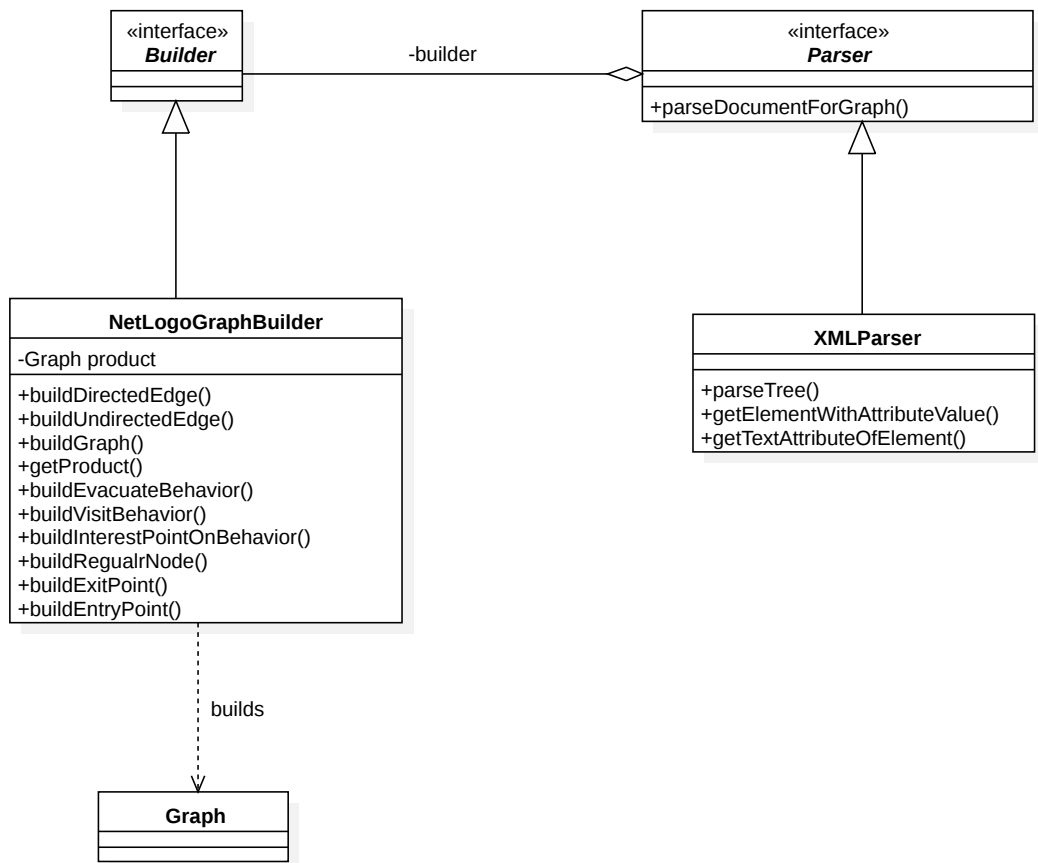 «interface»
Builder
-builder
«interface»
Parser
+parseDocumentForGraph()
NetLogoGraphBuilder
-Graph product
+buildDirectedEdge()
+buildUndirectedEdge()
+buildGraph()
+getProduct()
+buildEvacuateBehavior()
+buildVisitBehavior()
+buildInterestPointOnBehavior()
+buildRegualrNode()
+buildExitPoint()
+buildEntryPoint()
XMLParser
+parseTree()
+getElementWithAttributeValue()
+getTextAttributeOfElement()
builds
Graph